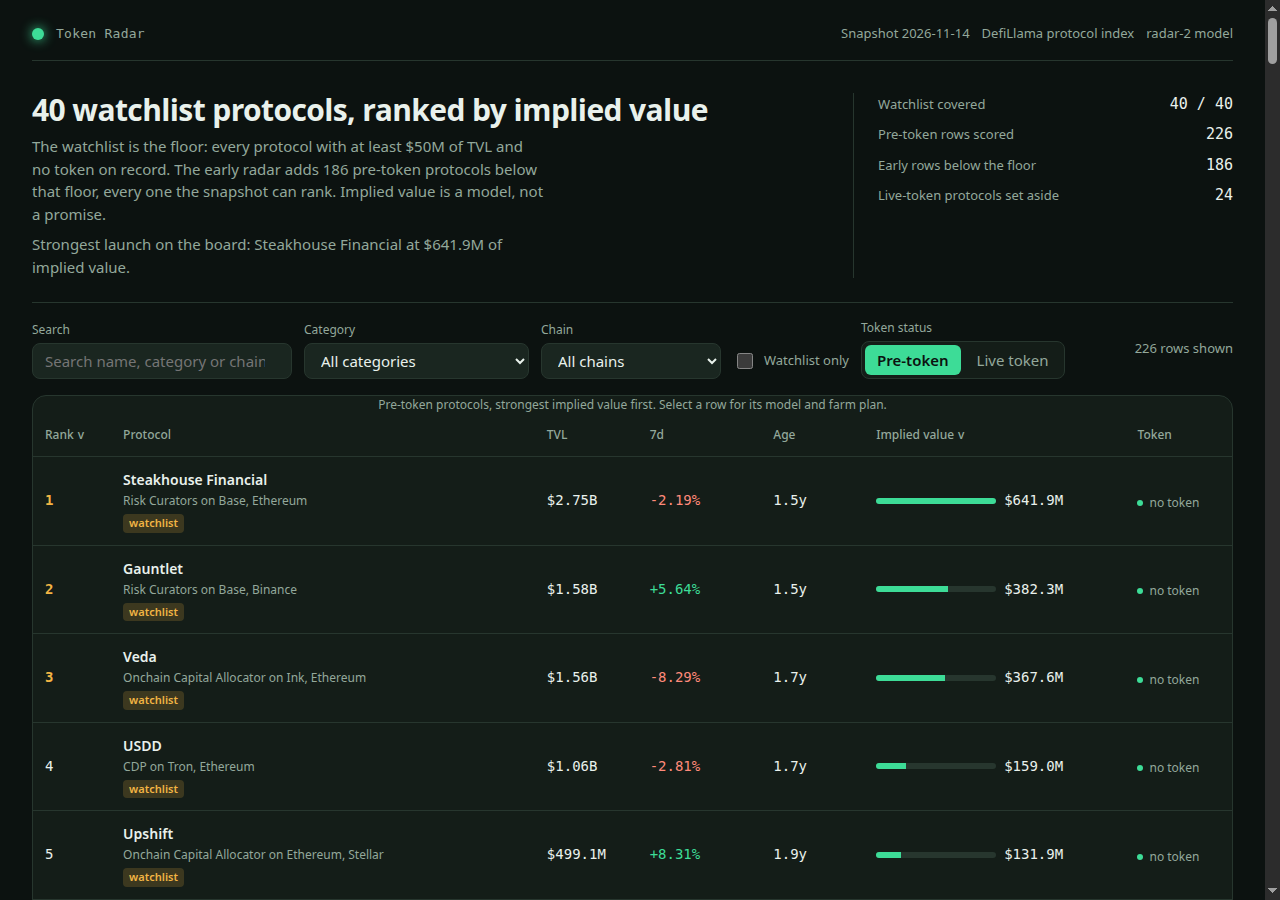 Token Radar
Snapshot 2026-11-14 DefiLlama protocol index radar-2 model
40 watchlist protocols, ranked by implied value
The watchlist is the floor: every protocol with at least $50M of TVL and
no token on record. The early radar adds 186 pre-token protocols below
that floor, every one the snapshot can rank. Implied value is a model, not
a promise.
Strongest launch on the board: Steakhouse Financial at $641.9M of
implied value.
Watchlist covered 40 / 40
Pre-token rows scored 226
Early rows below the floor 186
Live-token protocols set aside 24
Search
Category
Chain
Token status
Search name, category or chain
All categories
All chains
Watchlist only
Pre-token
Live token
226 rows shown
Pre-token protocols, strongest implied value first. Select a row for its model and farm plan.
Rank v Protocol TVL 7d Age Implied value v Token
Steakhouse Financial
1 Risk Curators on Base, Ethereum $2.75B -2.19% 1.5y $641.9M no token
watchlist
Gauntlet
2 Risk Curators on Base, Binance $1.58B +5.64% 1.5y $382.3M no token
watchlist
Veda
3 Onchain Capital Allocator on Ink, Ethereum $1.56B -8.29% 1.7y $367.6M no token
watchlist
USDD
4 CDP on Tron, Ethereum $1.06B -2.81% 1.7y $159.0M no token
watchlist
Upshift
5 Onchain Capital Allocator on Ethereum, Stellar $499.1M +8.31% 1.9y $131.9M no token
watchlist